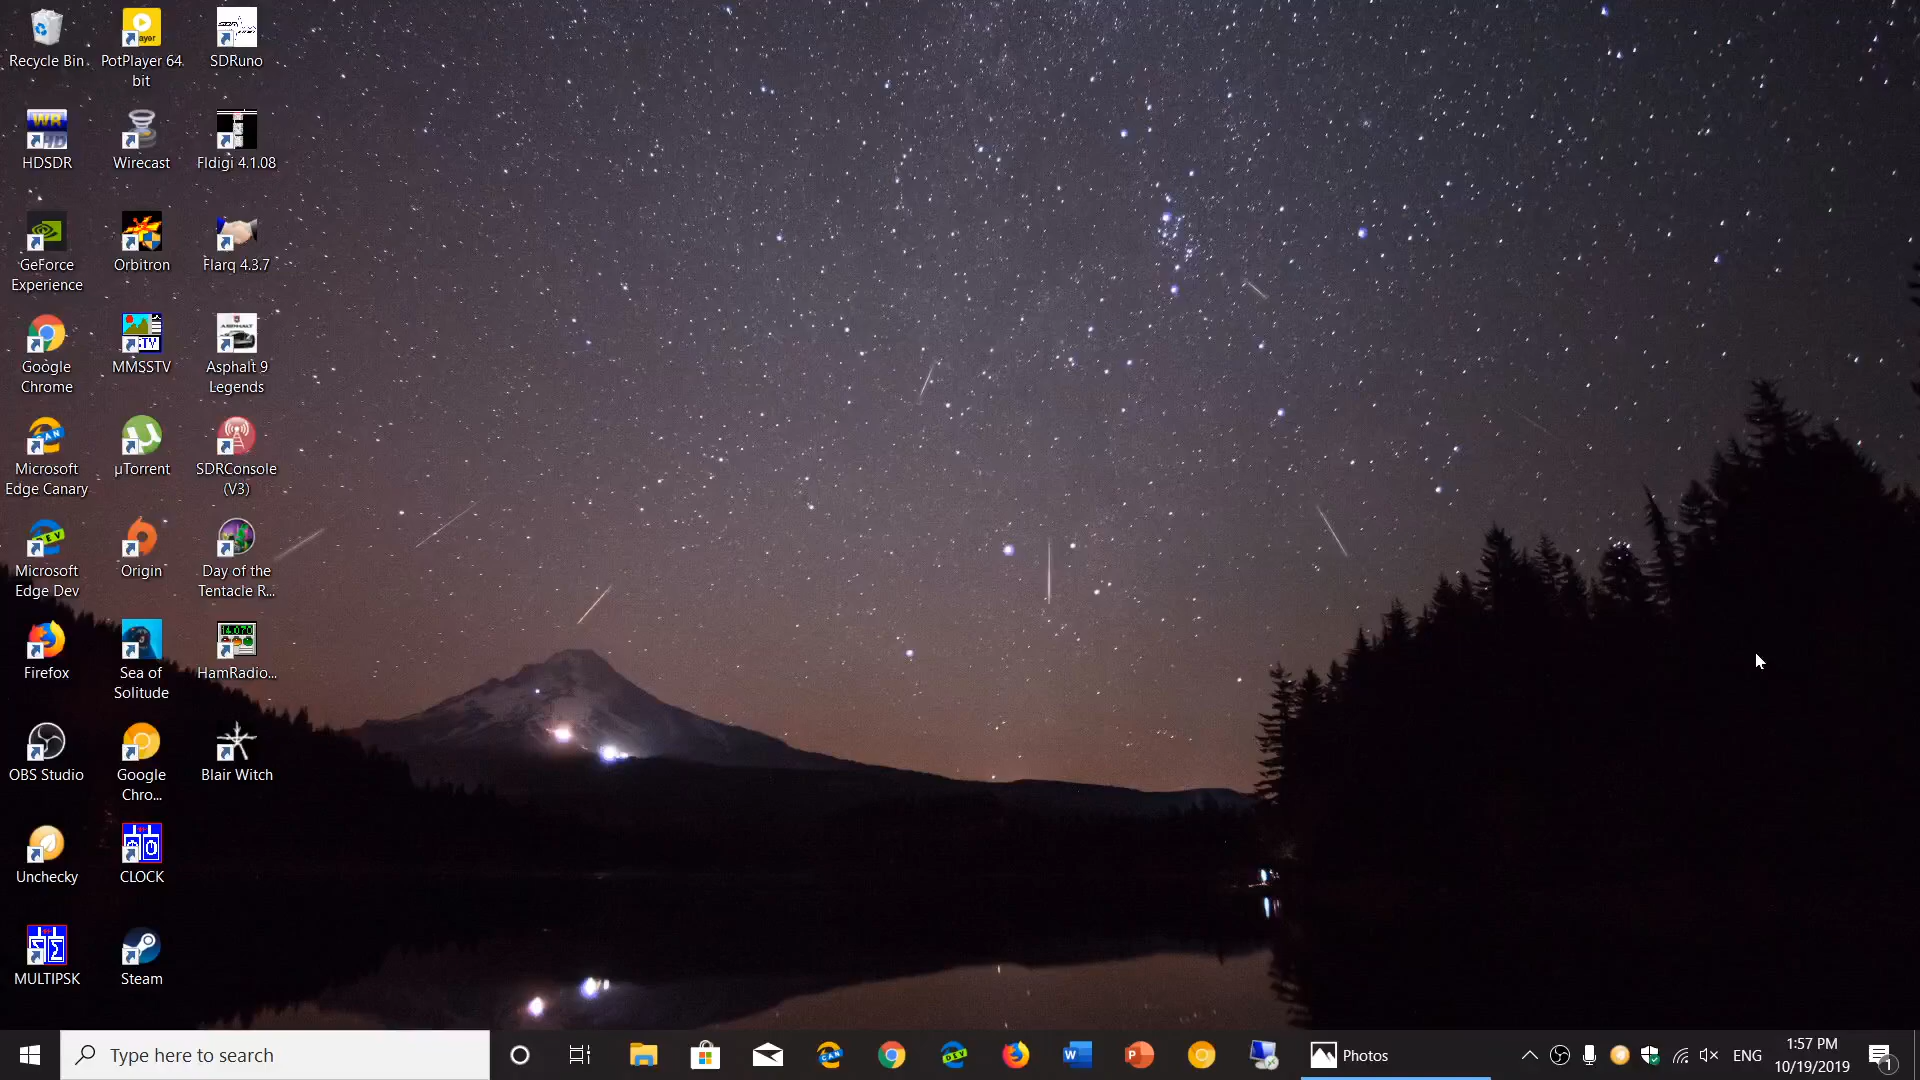 Recycle Bin
PotPlayer 64
bit
SDRuno
HDSDR
Wirecast
Fldigi 4.1.08
GeForce
Experience
Orbitron
Flarq 4.3.7
Google
Chrome
MMSSTV
Asphalt 9
Legends
Microsoft
Edge Canary
µTorrent
SDRConsole
(V3)
Microsoft
Edge Dev
Origin
Day of the
Tentacle R...
Firefox
Sea of
Solitude
HamRadio...
OBS Studio
Google
Chro...
Blair Witch
Unchecky
CLOCK
MULTIPSK
Steam
Type here to search
Photos
ENG
1:57 PM
10/19/2019
1